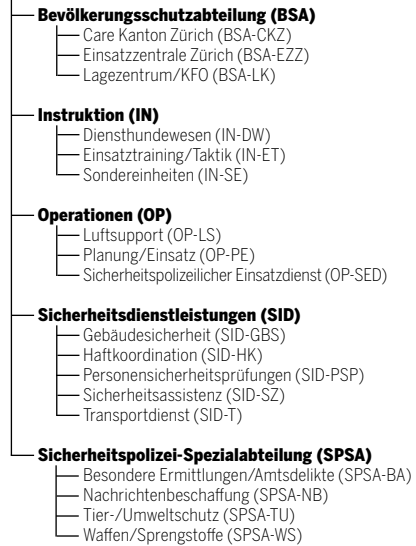 Bevölkerungsschutzabteilung (BSA)
Care Kanton Zürich (BSA-CKZ)
Einsatzzentrale Zürich (BSA-EZZ)
Lagezentrum/KFO (BSA-LK)
Instruktion (IN)
Diensthundewesen (IN-DW)
Einsatztraining/Taktik (IN-ET)
Sondereinheiten (IN-SE)
Operationen (OP)
Luftsupport (OP-LS)
Planung/Einsatz (OP-PE)
Sicherheitspolizeilicher Einsatzdienst (OP-SED)
Sicherheitsdienstleistungen (SID)
Gebäudesicherheit (SID-GBS)
Haftkoordination (SID-HK)
Personensicherheitsprüfungen (SID-PSP)
Sicherheitsassistenz (SID-SZ)
Transportdienst (SID-T)
Sicherheitspolizei-Spezialabteilung (SPSA)
Besondere Ermittlungen/Amtsdelikte (SPSA-BA)
Nachrichtenbeschaffung (SPSA-NB)
Tier-/Umweltschutz (SPSA-TU)
Waffen/Sprengstoffe (SPSA-WS)